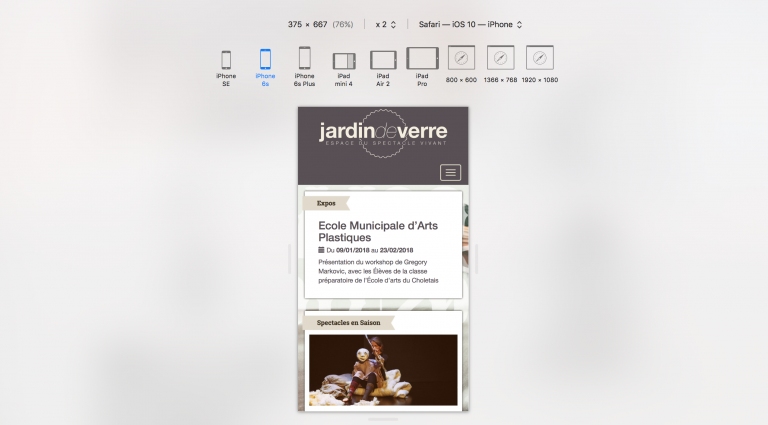 375 × 667 (76%) x 2 Safari — iOS 10 — iPhone
iPhone SE
iPhone 6s
iPhone 6s Plus
iPad mini 4
iPad Air 2
iPad Pro
800 × 600
1366 × 768
1920 × 1080
jardindeverre
ESPACE DU SPECTACLE VIVANT
Expos
Ecole Municipale d'Arts
Plastiques
Du 09/01/2018 au 23/02/2018
Présentation du workshop de Gregory
Markovic, avec les Élèves de la classe
préparatoire de l'École d'arts du Choletais
Spectacles en Saison